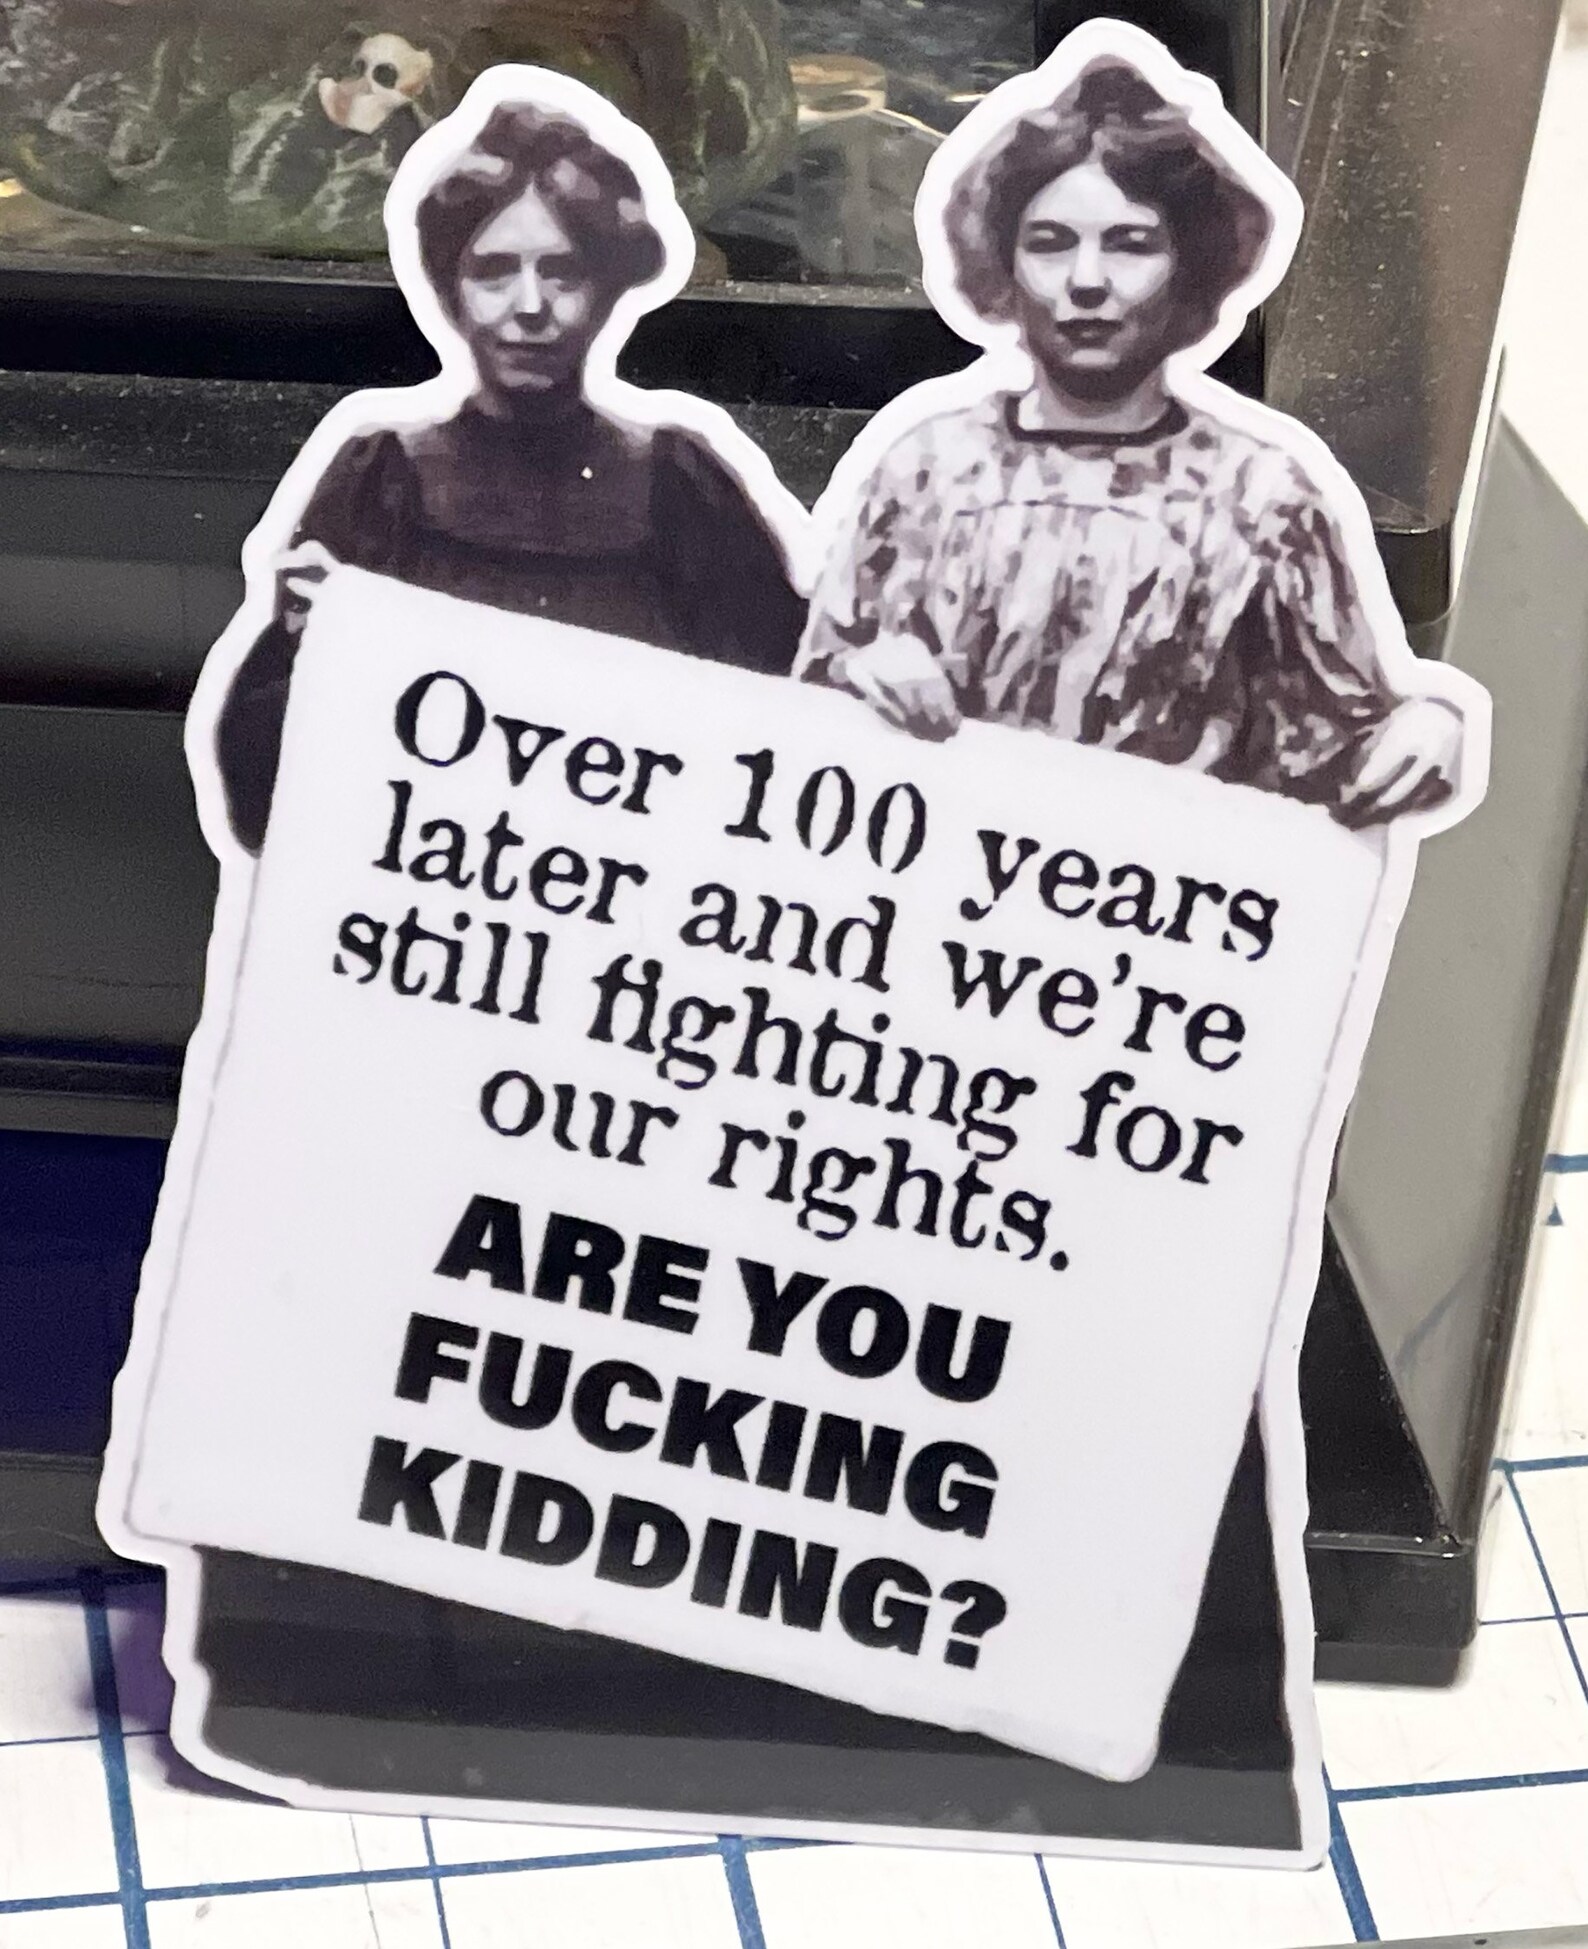 Over 100 years
later and we're
still fighting for
our rights.
ARE YOU
FUCKING
KIDDING?